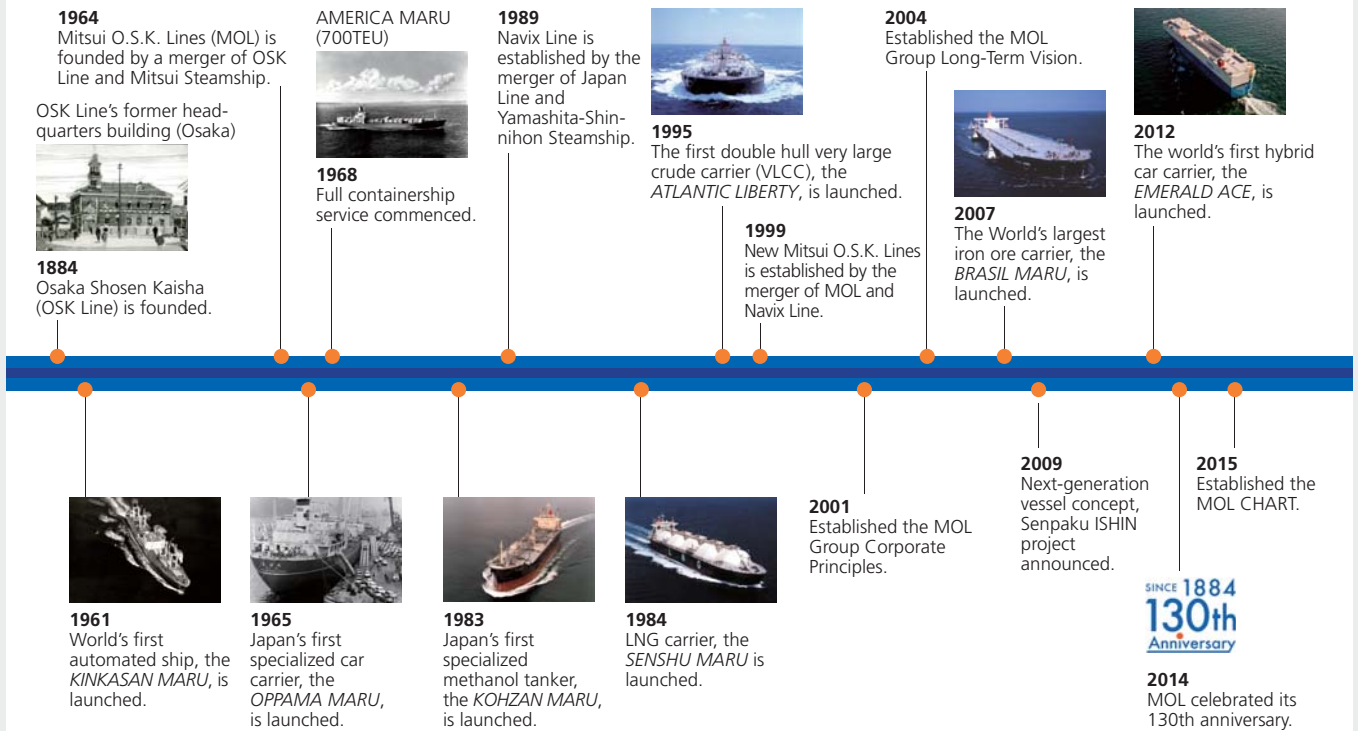 1964
Mitsui O.S.K. Lines (MOL) is
founded by a merger of OSK
Line and Mitsui Steamship.
OSK Line's former head-
quarters building (Osaka)
1884
Osaka Shosen Kaisha
(OSK Line) is founded.
AMERICA MARU
(700TEU)
1968
Full containership
service commenced.
1989
Navix Line is
established by the
merger of Japan
Line and
Yamashita-Shin-
nihon Steamship.
1995
The first double hull very large
crude carrier (VLCC), the
ATLANTIC LIBERTY, is launched.
1999
New Mitsui O.S.K. Lines
is established by the
merger of MOL and
Navix Line.
2004
Established the MOL
Group Long-Term Vision.
2007
The World's largest
iron ore carrier, the
BRASIL MARU, is
launched.
2012
The world's first hybrid
car carrier, the
EMERALD ACE, is
launched.
1961
World's first
automated ship, the
KINKASAN MARU, is
launched.
1965
Japan's first
specialized car
carrier, the
OPPAMA MARU,
is launched.
1983
Japan's first
specialized
methanol tanker,
the KOHZAN MARU,
is launched.
1984
LNG carrier, the
SENSHU MARU is
launched.
2001
Established the MOL
Group Corporate
Principles.
2009
Next-generation
vessel concept,
Senpaku ISHIN
project
announced.
SINCE 1884
130th
Anniversary
2014
MOL celebrated its
130th anniversary.
2015
Established the
MOL CHART.